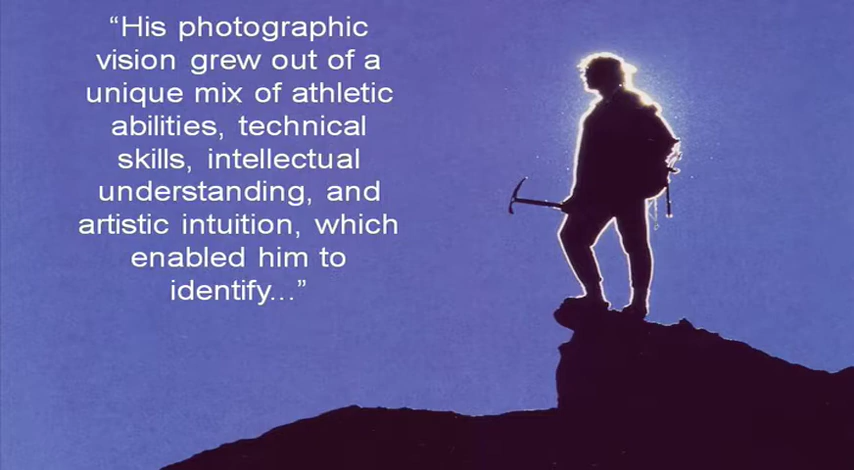 “His photographic
vision grew out of a
unique mix of athletic
abilities, technical
skills, intellectual
understanding, and
artistic intuition, which
enabled him to
identify...”